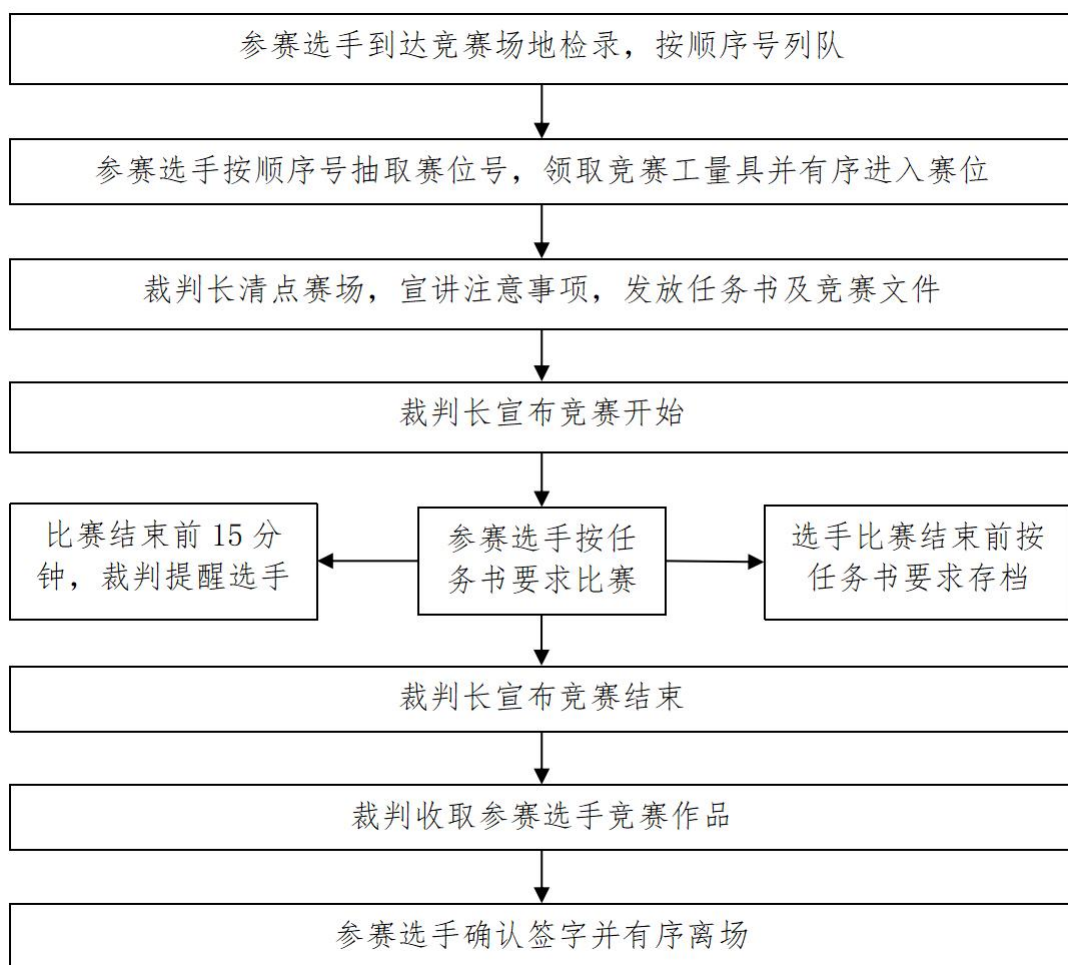 参赛选手到达竞赛场地检录，按顺序号列队
参赛选手按顺序号抽取赛位号，领取竞赛工量具并有序进入赛位
裁判长清点赛场，宣讲注意事项，发放任务书及竞赛文件
裁判长宣布竞赛开始
比赛结束前 15 分
钟，裁判提醒选手
参赛选手按任
务书要求比赛
选手比赛结束前按
任务书要求存档
裁判长宣布竞赛结束
裁判收取参赛选手竞赛作品
参赛选手确认签字并有序离场